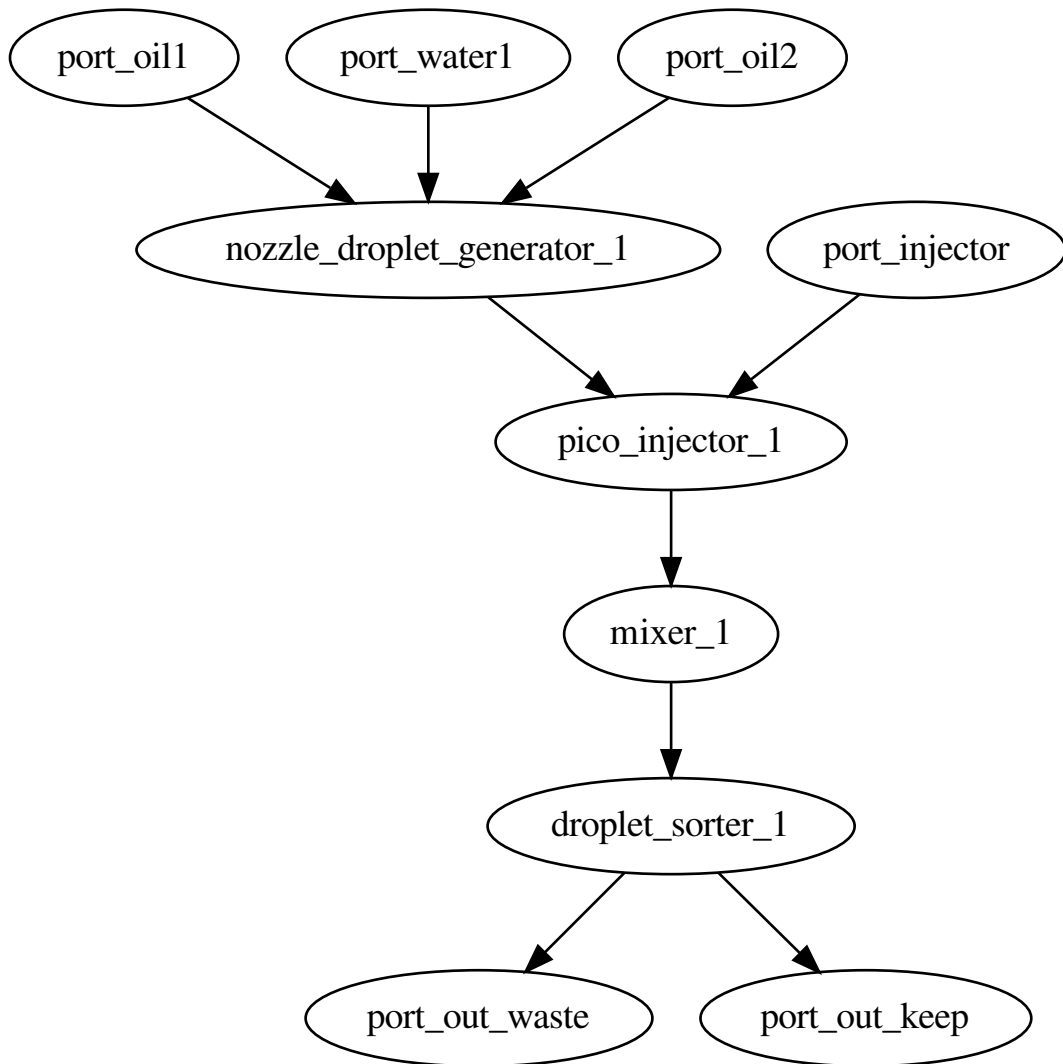 port_oil1
port_water1
port_oil2
nozzle_droplet_generator_1
port_injector
pico_injector_1
mixer_1
droplet_sorter_1
port_out_waste
port_out_keep